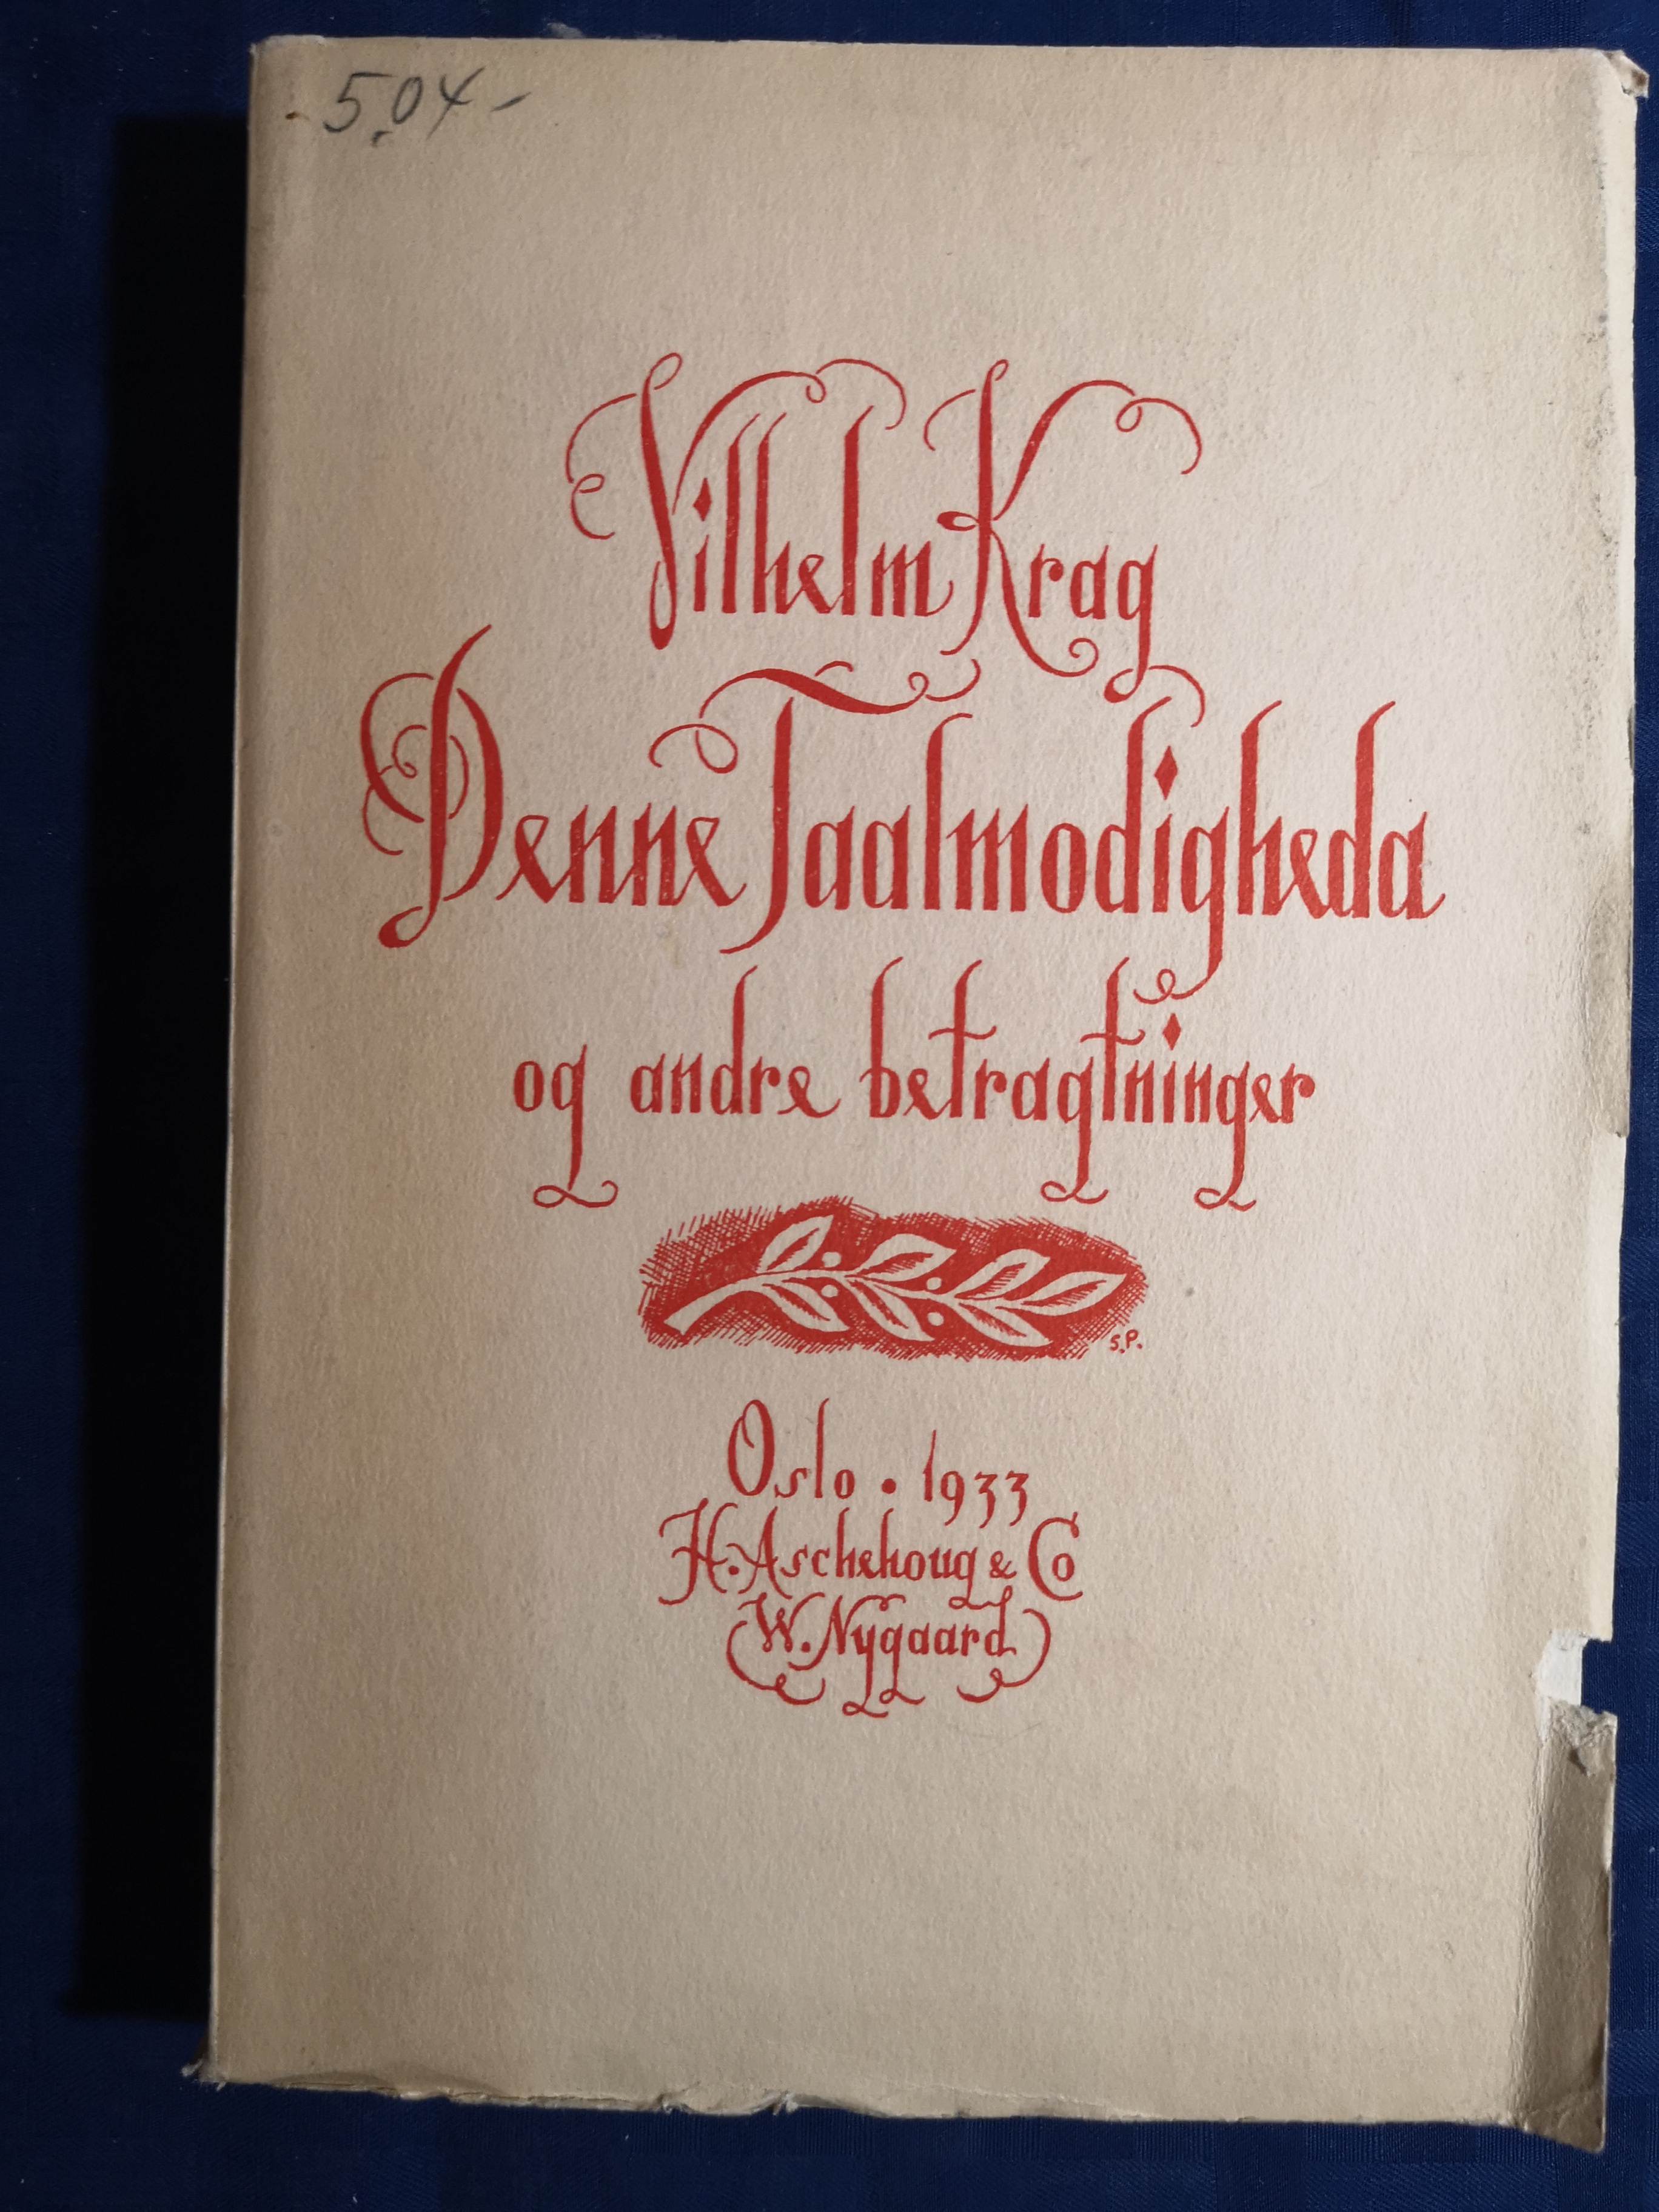 5.04-
Vilhelm Krag
Denne Taalmodigheda
og andre betragtninger
S.P.
Oslo • 1933
H. Aschehoug & Co
(W. Nygaard)